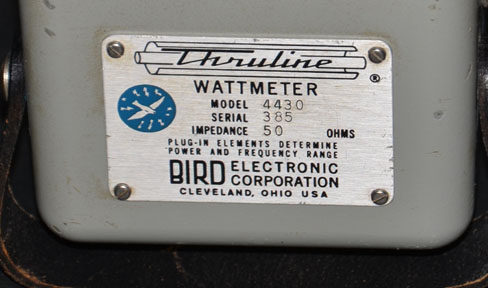 Thruline ®
WATTMETER
MODEL 4430
SERIAL 385
IMPEDANCE 50 OHMS
PLUG-IN ELEMENTS DETERMINE
POWER AND FREQUENCY RANGE
BIRD ELECTRONIC
CORPORATION
CLEVELAND, OHIO USA